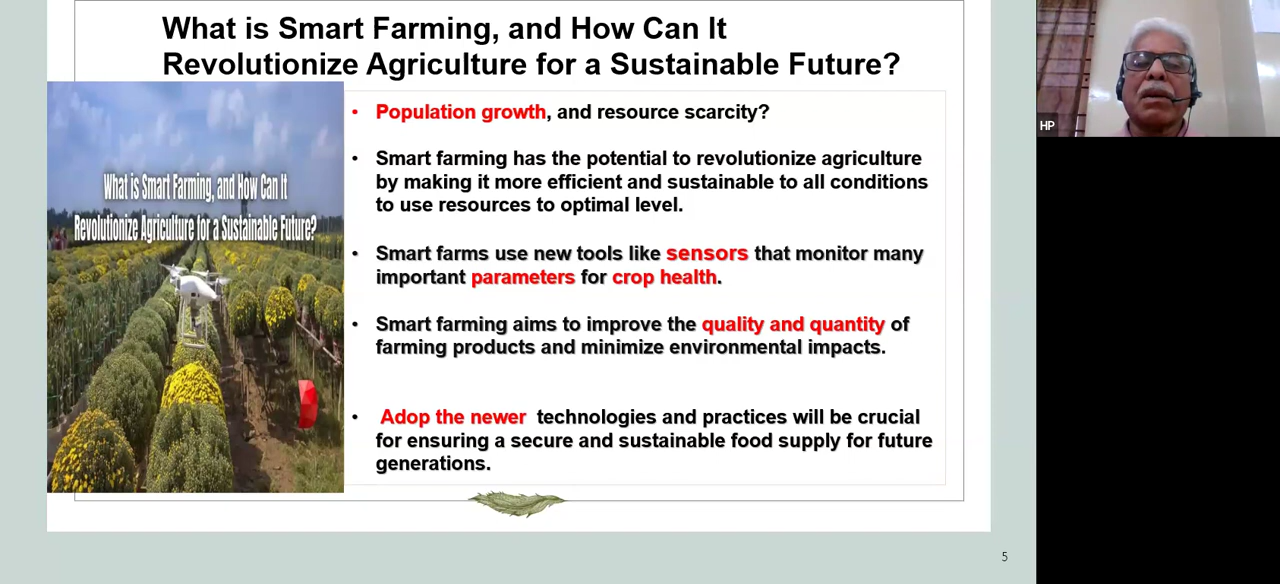 What is Smart Farming, and How Can It
Revolutionize Agriculture for a Sustainable Future?
What is Smart Farming, and How Can It
Revolutionize Agriculture for a Sustainable Future?
• Population growth, and resource scarcity?
• Smart farming has the potential to revolutionize agriculture
by making it more efficient and sustainable to all conditions
to use resources to optimal level.
• Smart farms use new tools like sensors that monitor many
important parameters for crop health.
• Smart farming aims to improve the quality and quantity of
farming products and minimize environmental impacts.
• Adop the newer technologies and practices will be crucial
for ensuring a secure and sustainable food supply for future
generations.
5
HP